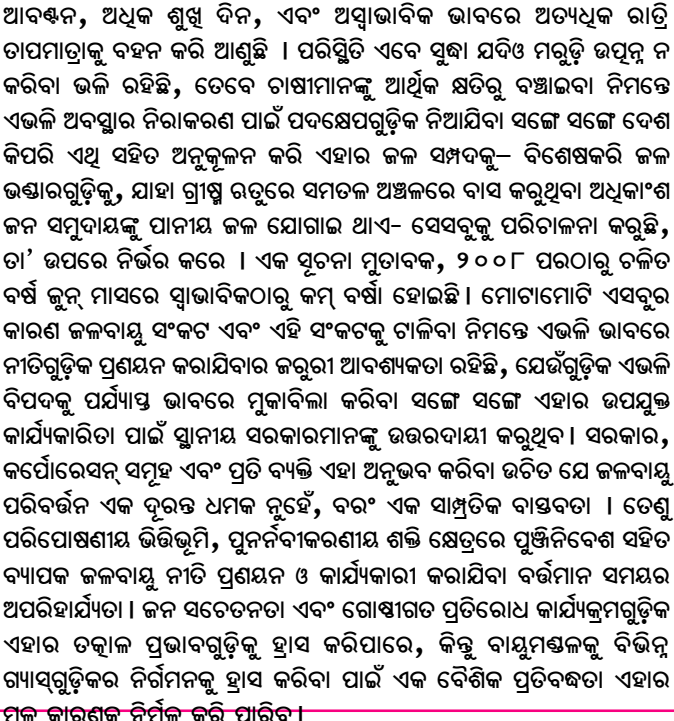 ଆବଣ୍ଟନ, ଅଧିକ ଶୁଖି ଦିନ, ଏବଂ ଅସ୍ୱାଭାବିକ ଭାବରେ ଅତ୍ୟଧିକ ରାତ୍ରି
ତାପମାତ୍ରାକୁ ବହନ କରି ଆଣୁଛି । ପରିସ୍ଥିତି ଏବେ ସୁଦ୍ଧା ଯଦିଓ ମରୁଡ଼ି ଉତ୍ପନ୍ନ ନ
କରିବା ଭଳି ରହିଛି, ତେବେ ଚାଷୀମାନଙ୍କୁ ଆର୍ଥିକ କ୍ଷତିରୁ ବଞ୍ଚାଇବା ନିମନ୍ତେ
ଏଭଳି ଅବସ୍ଥାର ନିରାକରଣ ପାଇଁ ପଦକ୍ଷେପଗୁଡ଼ିକ ନିଆଯିବା ସଙ୍ଗେ ସଙ୍ଗେ ଦେଶ
କିପରି ଏଥି ସହିତ ଅନୁକୂଳନ କରି ଏହାର ଜଳ ସମ୍ପଦକୁ– ବିଶେଷକରି ଜଳ
ଭଣ୍ଡାରଗୁଡ଼ିକୁ, ଯାହା ଗ୍ରୀଷ୍ମ ଋତୁରେ ସମତଳ ଅଞ୍ଚଳରେ ବାସ କରୁଥିବା ଅଧିକାଂଶ
ଜନ ସମୁଦାୟଙ୍କୁ ପାନୀୟ ଜଳ ଯୋଗାଇ ଥାଏ- ସେସବୁକୁ ପରିଚାଳନା କରୁଛି,
ତା’ ଉପରେ ନିର୍ଭର କରେ । ଏକ ସୂଚନା ମୁତାବକ, ୨୦୦୮ ପରଠାରୁ ଚଳିତ
ବର୍ଷ ଜୁନ୍ ମାସରେ ସ୍ୱାଭାବିକଠାରୁ କମ୍ ବର୍ଷା ହୋଇଛି। ମୋଟାମୋଟି ଏସବୁର
କାରଣ ଜଳବାୟୁ ସଂକଟ ଏବଂ ଏହି ସଂକଟକୁ ଟାଳିବା ନିମନ୍ତେ ଏଭଳି ଭାବରେ
ନୀତିଗୁଡ଼ିକ ପ୍ରଣୟନ କରାଯିବାର ଜରୁରୀ ଆବଶ୍ୟକତା ରହିଛି, ଯେଉଁଗୁଡ଼ିକ ଏଭଳି
ବିପଦକୁ ପର୍ଯ୍ୟାପ୍ତ ଭାବରେ ମୁକାବିଲା କରିବା ସଙ୍ଗେ ସଙ୍ଗେ ଏହାର ଉପଯୁକ୍ତ
କାର୍ଯ୍ୟକାରିତା ପାଇଁ ସ୍ଥାନୀୟ ସରକାରମାନଙ୍କୁ ଉତ୍ତରଦାୟୀ କରୁଥିବ। ସରକାର,
କର୍ପୋରେସନ୍ ସମୂହ ଏବଂ ପ୍ରତି ବ୍ୟକ୍ତି ଏହା ଅନୁଭବ କରିବା ଉଚିତ ଯେ ଜଳବାୟୁ
ପରିବର୍ତ୍ତନ ଏକ ଦୂରନ୍ତ ଧମକ ନୁହେଁ, ବରଂ ଏକ ସାମ୍ପ୍ରତିକ ବାସ୍ତବତା । ତେଣୁ
ପରିପୋଷଣୀୟ ଭିତ୍ତିଭୂମି, ପୁନର୍ନବୀକରଣୀୟ ଶକ୍ତି କ୍ଷେତ୍ରରେ ପୁଞ୍ଜିନିବେଶ ସହିତ
ବ୍ୟାପକ ଜଳବାୟୁ ନୀତି ପ୍ରଣୟନ ଓ କାର୍ଯ୍ୟକାରୀ କରାଯିବା ବର୍ତ୍ତମାନ ସମୟର
ଅପରିହାର୍ଯ୍ୟତା। ଜନ ସଚେତନତା ଏବଂ ଗୋଷ୍ଠୀଗତ ପ୍ରତିରୋଧ କାର୍ଯ୍ୟକ୍ରମଗୁଡ଼ିକ
ଏହାର ତତ୍କାଳ ପ୍ରଭାବଗୁଡ଼ିକୁ ହ୍ରାସ କରିପାରେ, କିନ୍ତୁ ବାୟୁମଣ୍ଡଳକୁ ବିଭିନ୍ନ
ଗ୍ୟାସ୍‌ଗୁଡ଼ିକର ନିର୍ଗମନକୁ ହ୍ରାସ କରିବା ପାଇଁ ଏକ ବୈଶ୍ୱିକ ପ୍ରତିବଦ୍ଧତା ଏହାର
ମୂଳ କାରଣକୁ ନିର୍ମୂଳ କରି ପାରିବ।